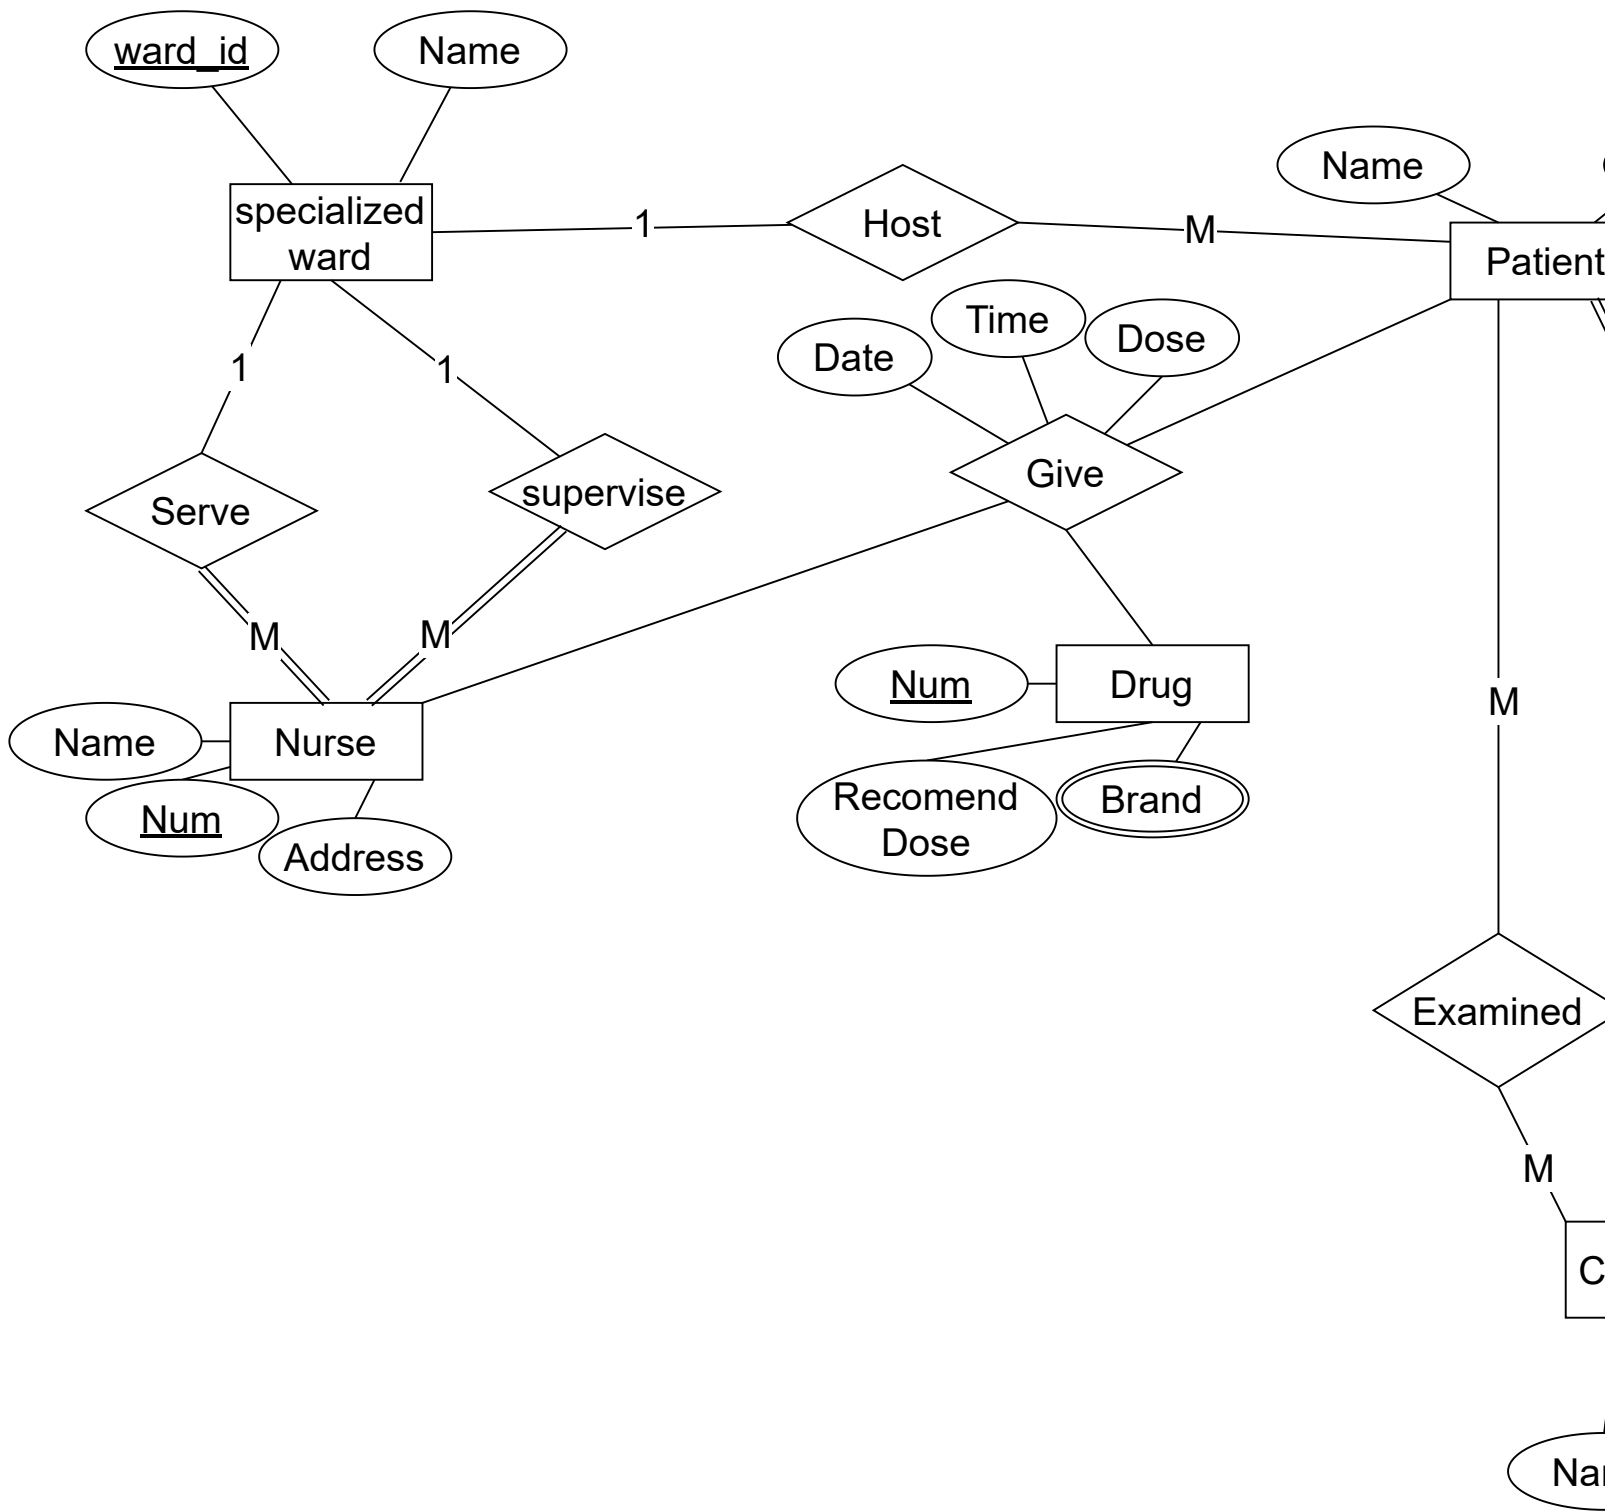 ward_id
Name
Name
specialized
ward
1
Host
M
Patient
Date
Time
Dose
1
1
Give
Serve
supervise
M
M
Num
Drug
M
Name
Nurse
Num
Address
Recomend
Dose
Brand
Examined
M